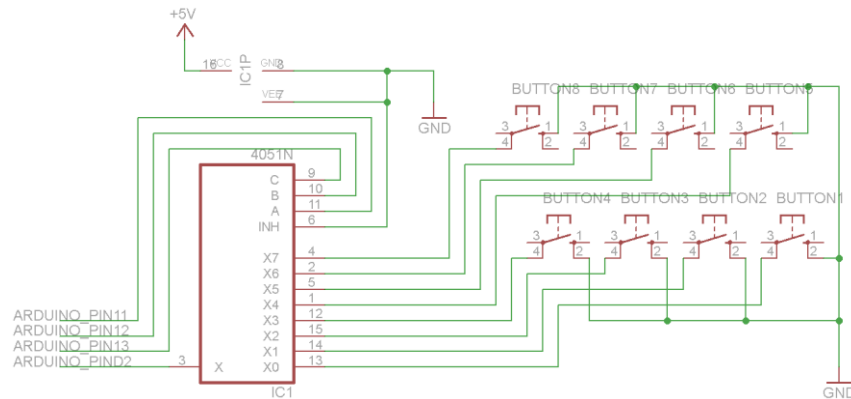 +5V
16 VCC GND 8
IC1P
VEE 7
GND
BUTTON8 BUTTON7 BUTTON6 BUTTON5
3 1 3 1 3 1 3 1
4 2 4 2 4 2 4 2
4051N
C 9
B 10
A 11
INH 6
BUTTON4 BUTTON3 BUTTON2 BUTTON1
3 1 3 1 3 1 3 1
4 2 4 2 4 2 4 2
X7 4
X6 2
X5 5
X4 1
X3 12
X2 15
X1 14
X0 13
ARDUINO_PIN11
ARDUINO_PIN12
ARDUINO_PIN13
ARDUINO_PIND2
3 X
IC1
GND